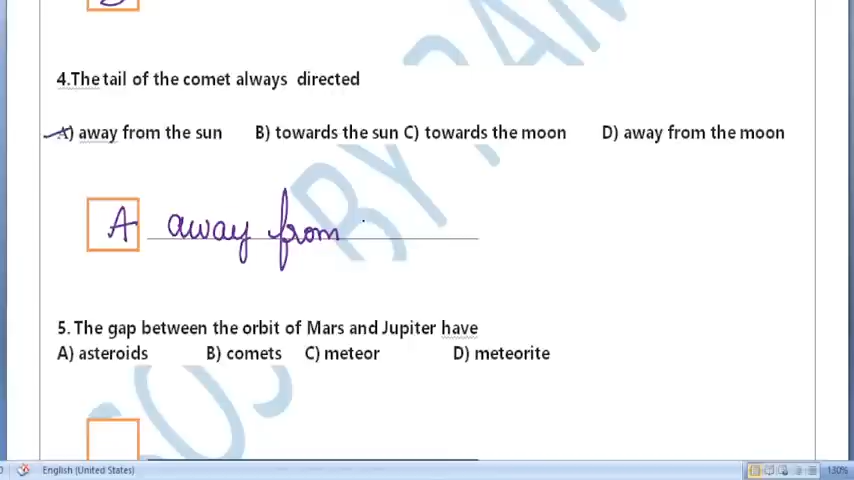 4.The tail of the comet always directed
A) away from the sun B) towards the sun C) towards the moon D) away from the moon
A away from
5. The gap between the orbit of Mars and Jupiter have
A) asteroids B) comets C) meteor D) meteorite
English (United States) 130%